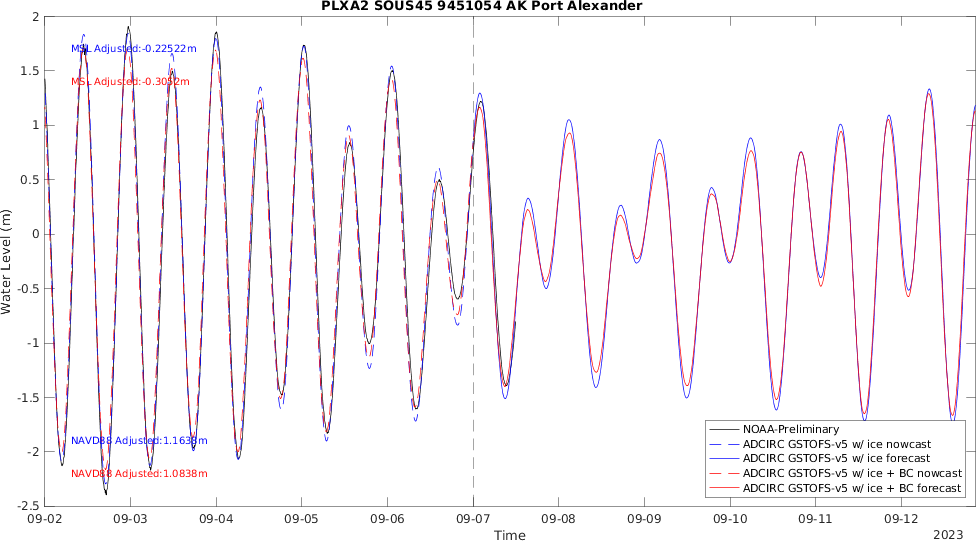 PLXA2 SOUS45 9451054 AK Port Alexander
2
1.5
1
0.5
0
-0.5
-1
-1.5
-2
-2.5
Water Level (m)
MSL Adjusted:-0.22522m
MSL Adjusted:-0.3052m
NAVD88 Adjusted:1.1638m
NAVD88 Adjusted:1.0838m
NOAA-Preliminary
ADCIRC GSTOFS-v5 w/ ice nowcast
ADCIRC GSTOFS-v5 w/ ice forecast
ADCIRC GSTOFS-v5 w/ ice + BC nowcast
ADCIRC GSTOFS-v5 w/ ice + BC forecast
09-02 09-03 09-04 09-05 09-06 09-07 09-08 09-09 09-10 09-11 09-12
Time
2023